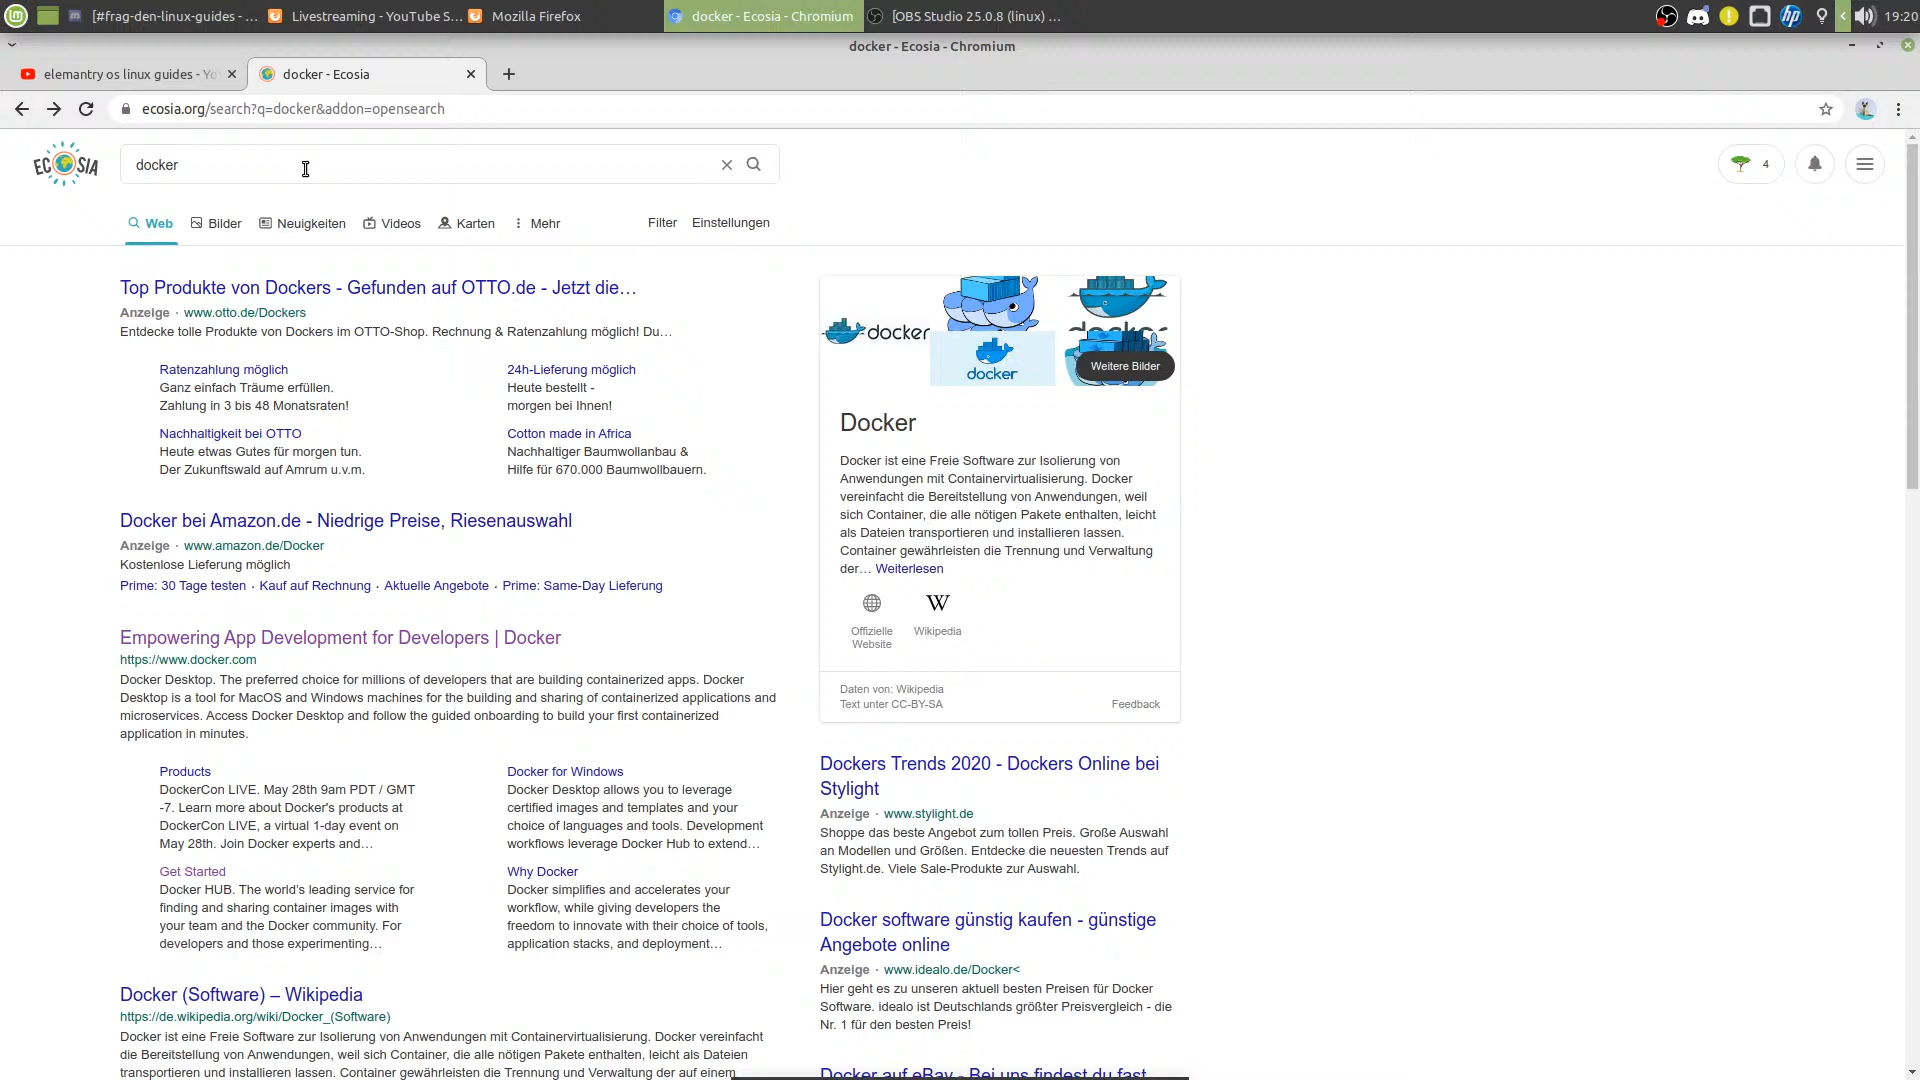 [#frag-den-linux-guides - ...
Livestreaming - YouTube S...
Mozilla Firefox
docker - Ecosia - Chromium
[OBS Studio 25.0.8 (linux) ...
19:20
docker - Ecosia - Chromium
elemantry os linux guides - Yo
docker - Ecosia
ecosia.org/search?q=docker&addon=opensearch
ECOSIA
docker
4
Web
Bilder
Neuigkeiten
Videos
Karten
Mehr
Filter
Einstellungen
Top Produkte von Dockers - Gefunden auf OTTO.de - Jetzt die…
Anzeige · www.otto.de/Dockers
Entdecke tolle Produkte von Dockers im OTTO-Shop. Rechnung & Ratenzahlung möglich! Du…
Ratenzahlung möglich
Ganz einfach Träume erfüllen.
Zahlung in 3 bis 48 Monatsraten!
24h-Lieferung möglich
Heute bestellt -
morgen bei Ihnen!
Nachhaltigkeit bei OTTO
Heute etwas Gutes für morgen tun.
Der Zukunftswald auf Amrum u.v.m.
Cotton made in Africa
Nachhaltiger Baumwollanbau &
Hilfe für 670.000 Baumwollbauern.
Docker bei Amazon.de - Niedrige Preise, Riesenauswahl
Anzeige · www.amazon.de/Docker
Kostenlose Lieferung möglich
Prime: 30 Tage testen · Kauf auf Rechnung · Aktuelle Angebote · Prime: Same-Day Lieferung
Empowering App Development for Developers | Docker
https://www.docker.com
Docker Desktop. The preferred choice for millions of developers that are building containerized apps. Docker
Desktop is a tool for MacOS and Windows machines for the building and sharing of containerized applications and
microservices. Access Docker Desktop and follow the guided onboarding to build your first containerized
application in minutes.
Products
DockerCon LIVE. May 28th 9am PDT / GMT
-7. Learn more about Docker's products at
DockerCon LIVE, a virtual 1-day event on
May 28th. Join Docker experts and…
Docker for Windows
Docker Desktop allows you to leverage
certified images and templates and your
choice of languages and tools. Development
workflows leverage Docker Hub to extend…
Get Started
Docker HUB. The world's leading service for
finding and sharing container images with
your team and the Docker community. For
developers and those experimenting…
Why Docker
Docker simplifies and accelerates your
workflow, while giving developers the
freedom to innovate with their choice of tools,
application stacks, and deployment…
Docker (Software) – Wikipedia
https://de.wikipedia.org/wiki/Docker_(Software)
Docker ist eine Freie Software zur Isolierung von Anwendungen mit Containervirtualisierung. Docker vereinfacht
die Bereitstellung von Anwendungen, weil sich Container, die alle nötigen Pakete enthalten, leicht als Dateien
transportieren und installieren lassen. Container gewährleisten die Trennung und Verwaltung der auf einem
docker
docker
docker
Weitere Bilder
Docker
Docker ist eine Freie Software zur Isolierung von
Anwendungen mit Containervirtualisierung. Docker
vereinfacht die Bereitstellung von Anwendungen, weil
sich Container, die alle nötigen Pakete enthalten, leicht
als Dateien transportieren und installieren lassen.
Container gewährleisten die Trennung und Verwaltung
der… Weiterlesen
Offizielle
Website
W
Wikipedia
Daten von: Wikipedia
Text unter CC-BY-SA
Feedback
Dockers Trends 2020 - Dockers Online bei
Stylight
Anzeige · www.stylight.de
Shoppe das beste Angebot zum tollen Preis. Große Auswahl
an Modellen und Größen. Entdecke die neuesten Trends auf
Stylight.de. Viele Sale-Produkte zur Auswahl.
Docker software günstig kaufen - günstige
Angebote online
Anzeige · www.idealo.de/Docker<
Hier geht es zu unseren aktuell besten Preisen für Docker
Software. idealo ist Deutschlands größter Preisvergleich - die
Nr. 1 für den besten Preis!
Docker auf eBay - Bei uns findest du fast